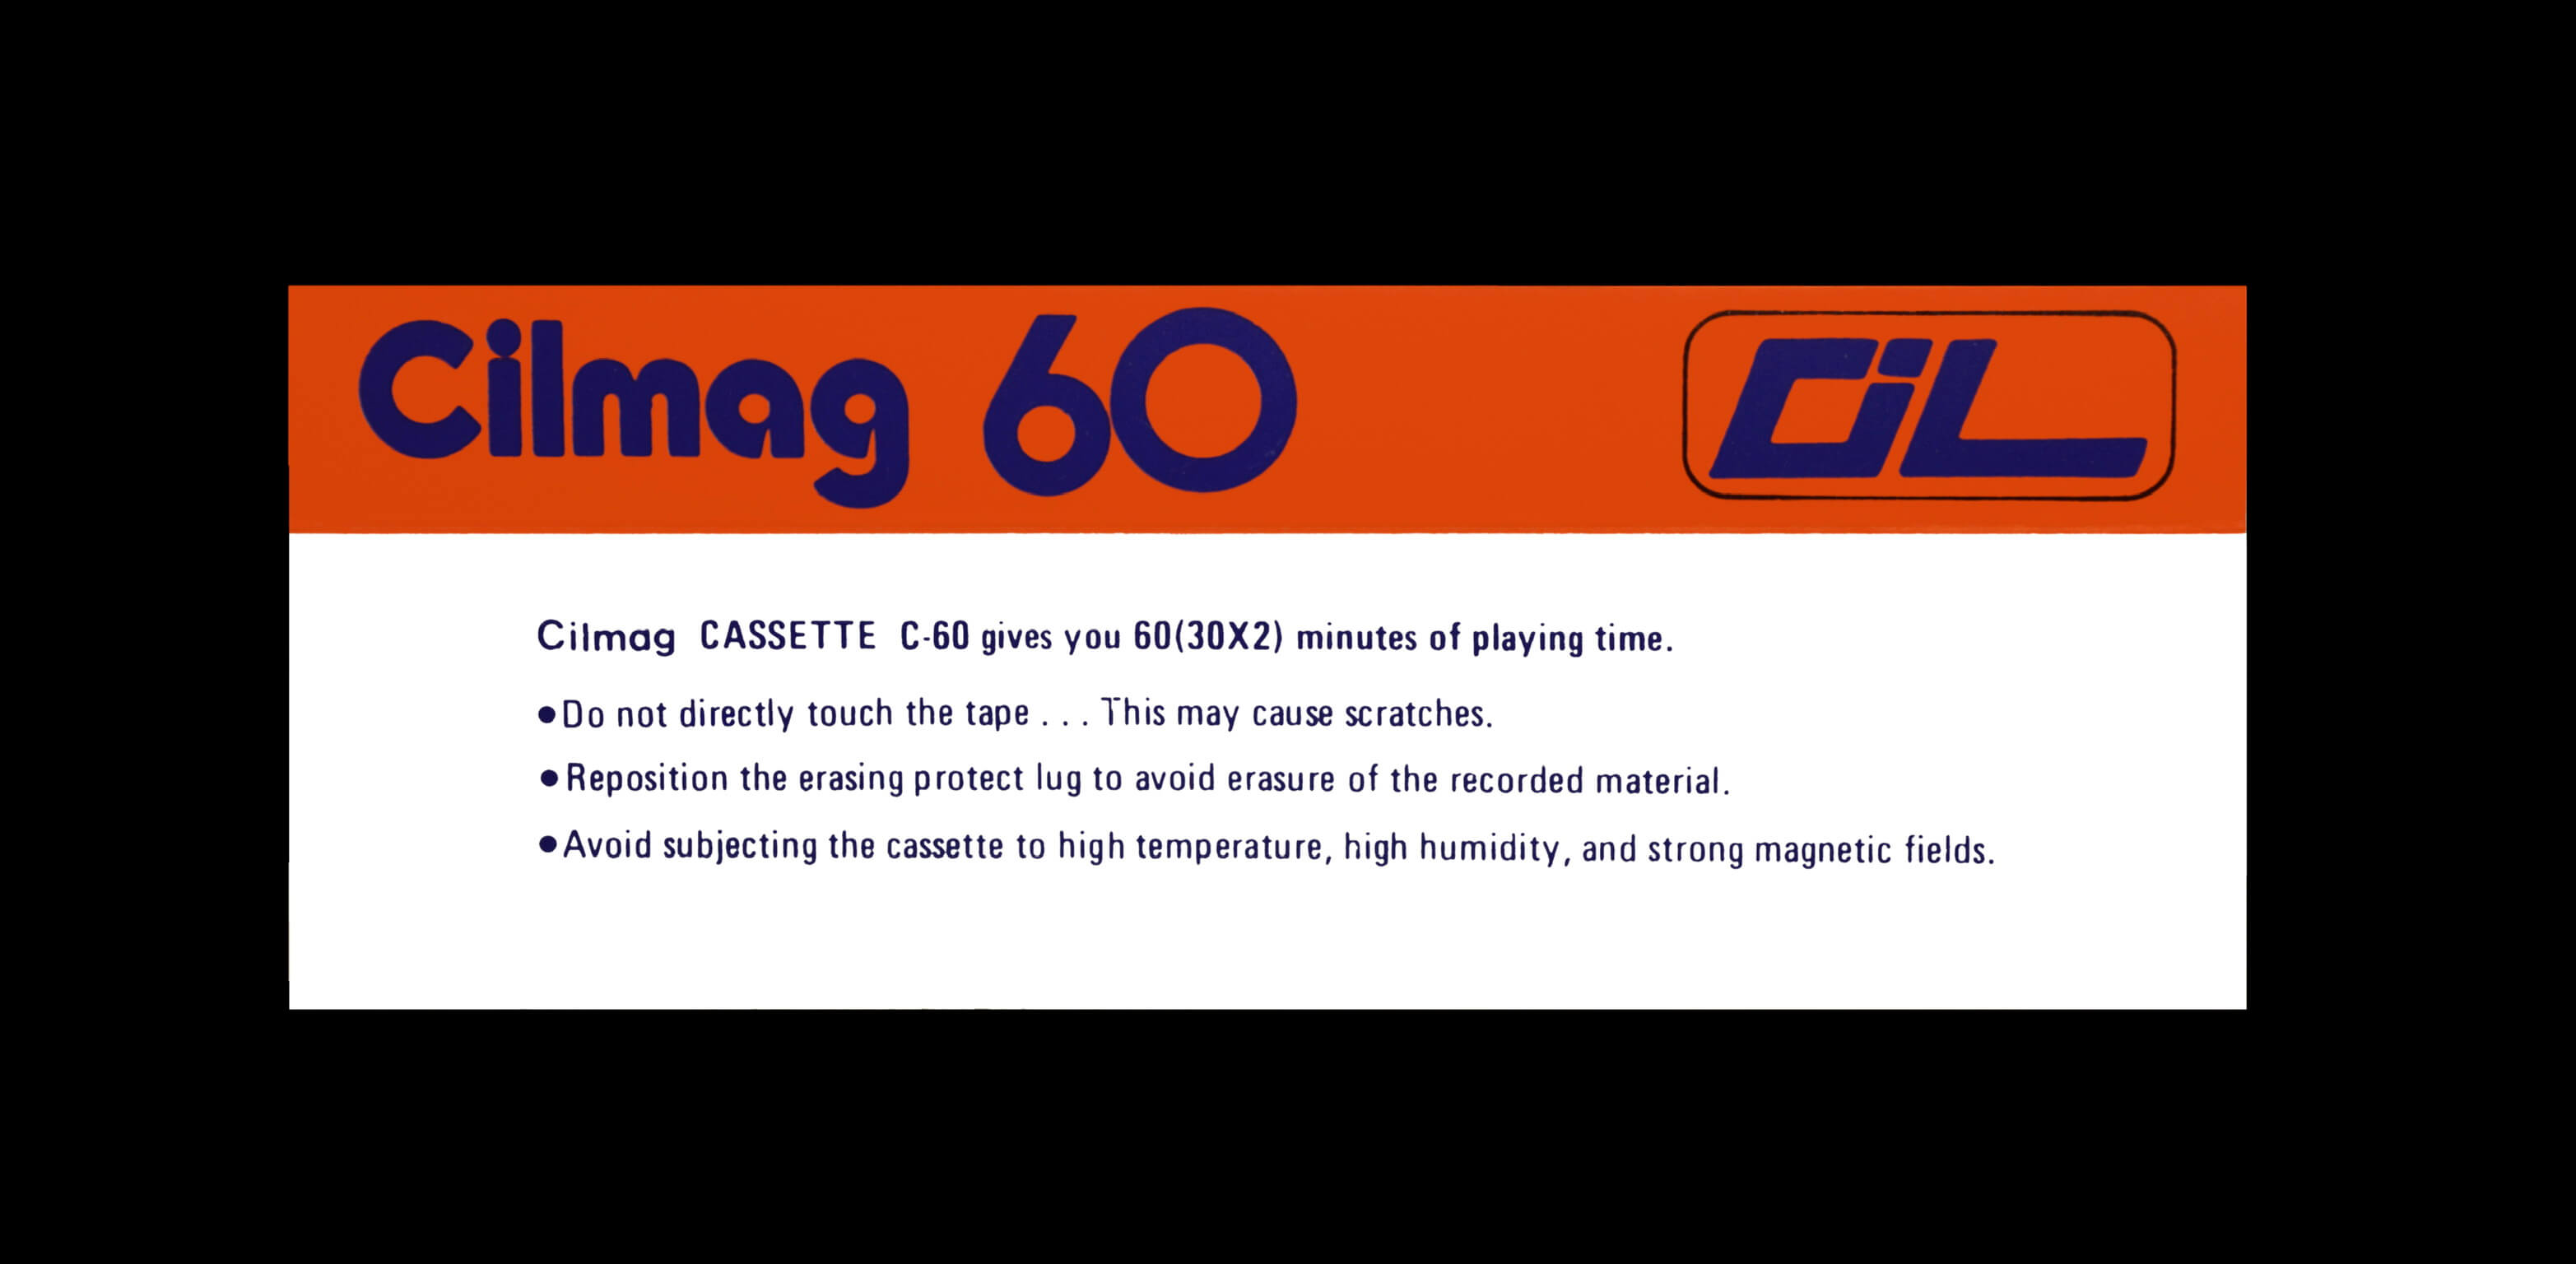 Cilmag 60 CiL
Cilmag CASSETTE C-60 gives you 60(30X2) minutes of playing time.
●Do not directly touch the tape . . . This may cause scratches.
●Reposition the erasing protect lug to avoid erasure of the recorded material.
●Avoid subjecting the cassette to high temperature, high humidity, and strong magnetic fields.